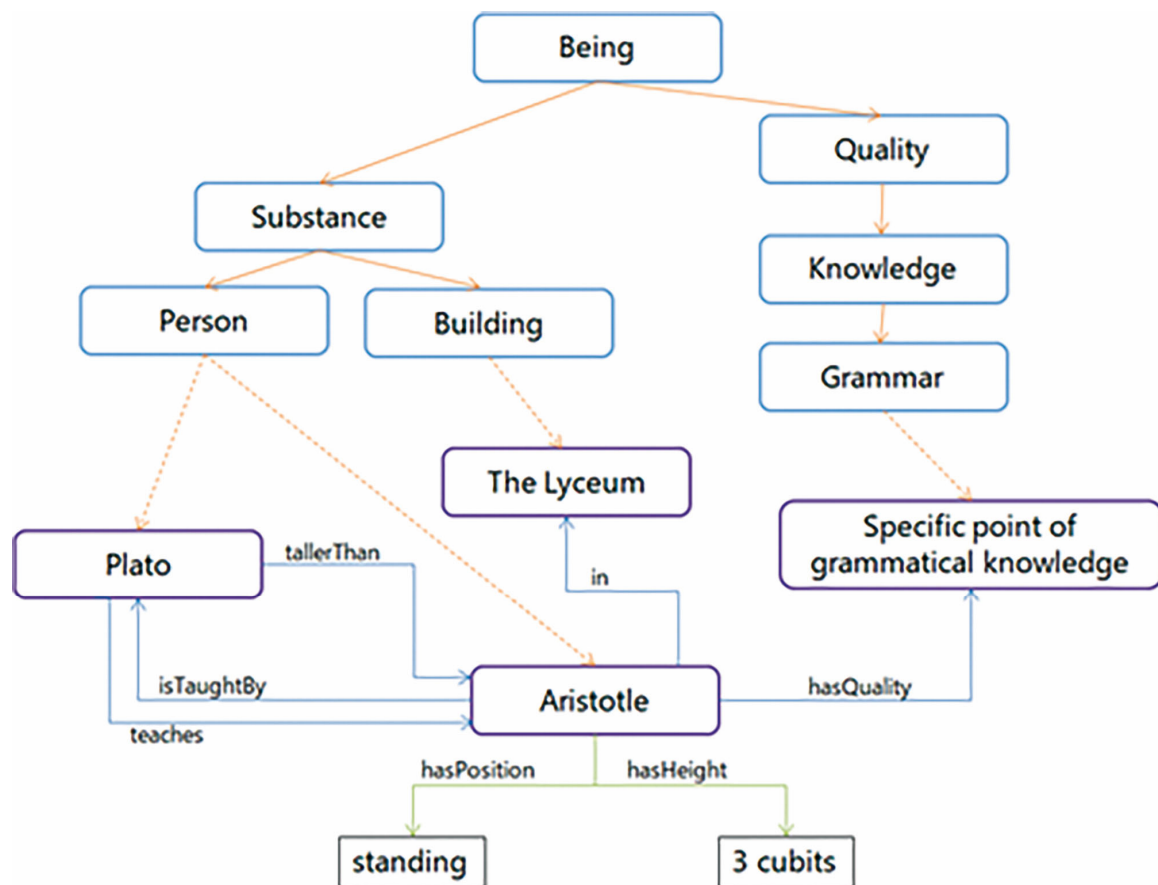 Being
Quality
Substance
Knowledge
Person
Building
Grammar
The Lyceum
Specific point of
grammatical knowledge
Plato
tallerThan
in
isTaughtBy
Aristotle
hasQuality
teaches
hasPosition
hasHeight
standing
3 cubits